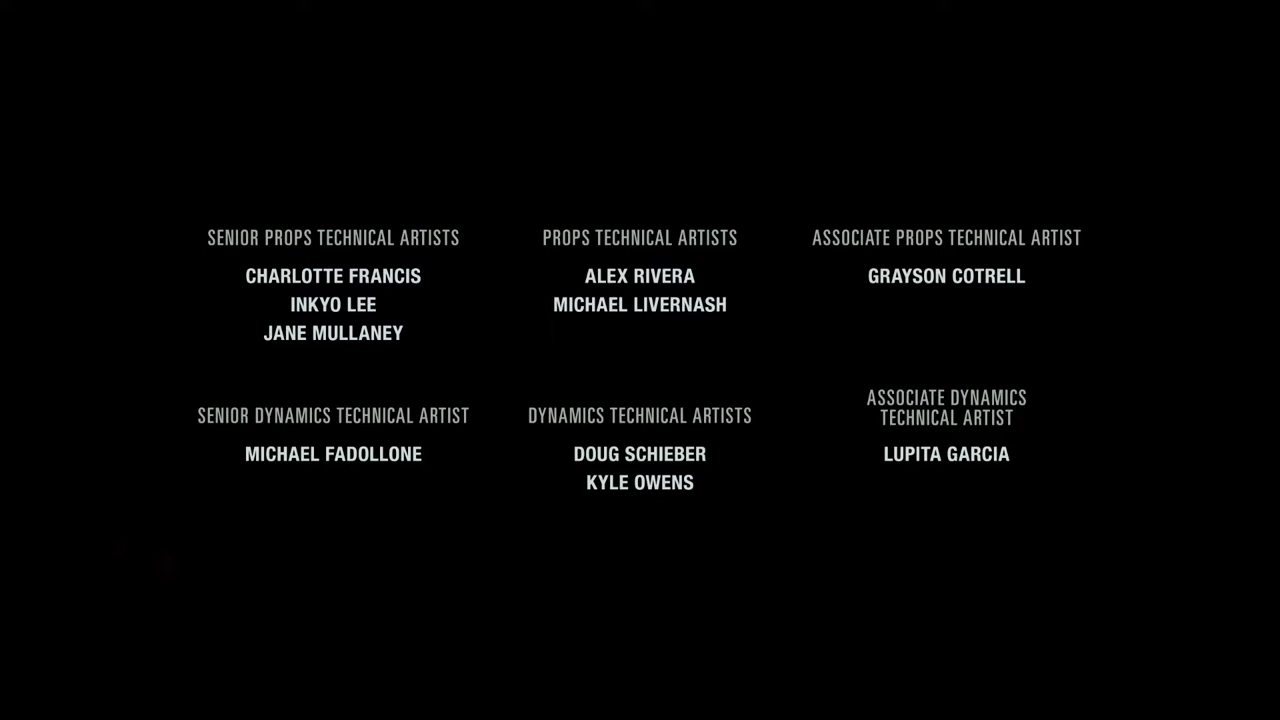 SENIOR PROPS TECHNICAL ARTISTS
CHARLOTTE FRANCIS
INKYO LEE
JANE MULLANEY
PROPS TECHNICAL ARTISTS
ALEX RIVERA
MICHAEL LIVERNASH
ASSOCIATE PROPS TECHNICAL ARTIST
GRAYSON COTRELL
SENIOR DYNAMICS TECHNICAL ARTIST
MICHAEL FADOLLONE
DYNAMICS TECHNICAL ARTISTS
DOUG SCHIEBER
KYLE OWENS
ASSOCIATE DYNAMICS
TECHNICAL ARTIST
LUPITA GARCIA